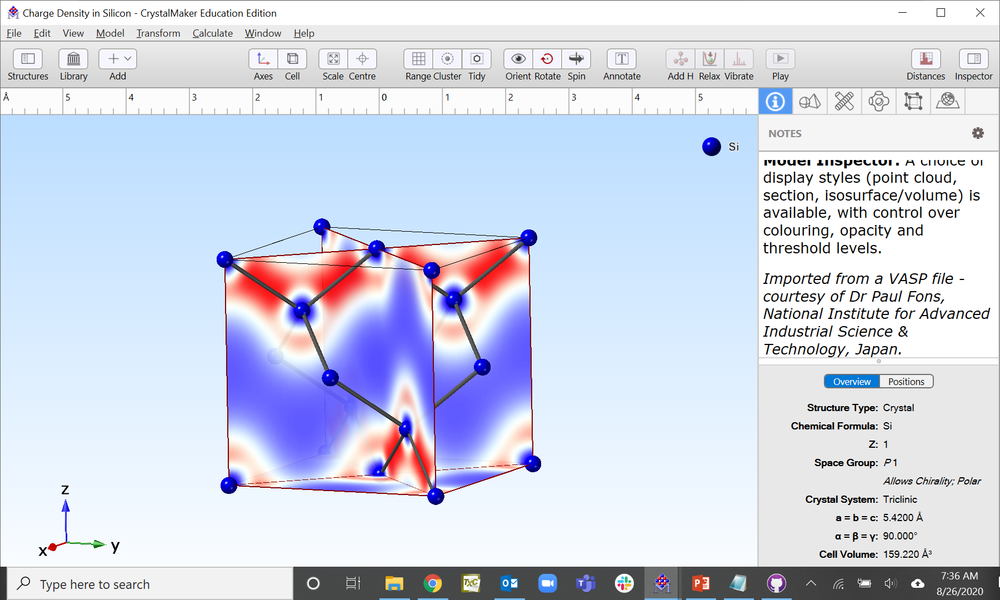 Charge Density in Silicon - CrystalMaker Education Edition
File Edit View Model Transform Calculate Window Help
Structures Library Add Axes Cell Scale Centre Range Cluster Tidy Orient Rotate Spin Annotate Add H Relax Vibrate Play Distances Inspector
Å 5 4 3 2 1 0 1 2 3 4 5
NOTES
Si
Model Inspector. A choice of
display styles (point cloud,
section, isosurface/volume) is
available, with control over
colouring, opacity and
threshold levels.
Imported from a VASP file -
courtesy of Dr Paul Fons,
National Institute for Advanced
Industrial Science &
Technology, Japan.
Overview Positions
Structure Type: Crystal
Chemical Formula: Si
Z: 1
Space Group: P 1
Allows Chirality; Polar
Crystal System: Triclinic
a = b = c: 5.4200 Å
α = β = γ: 90.000°
Cell Volume: 159.220 Å³
z
x
y
Type here to search
TxC
7:36 AM
8/26/2020